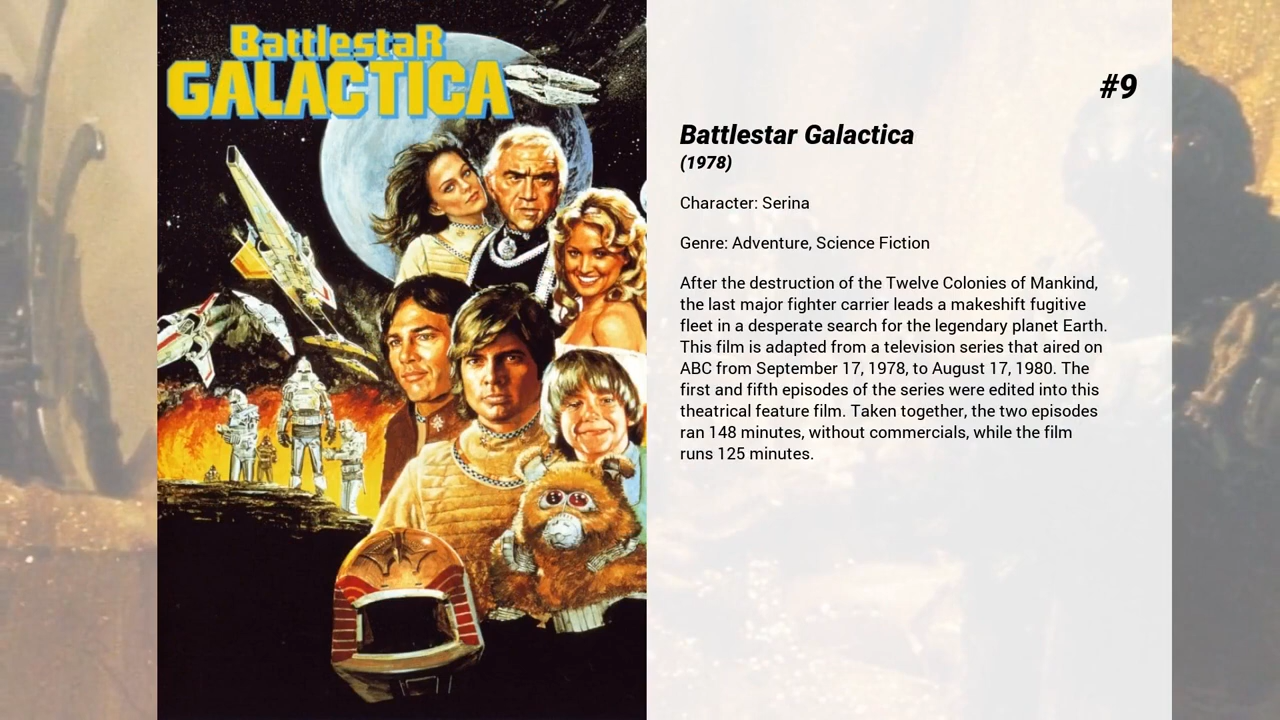 BattlestaR
GALACTICA
#9
Battlestar Galactica
(1978)
Character: Serina
Genre: Adventure, Science Fiction
After the destruction of the Twelve Colonies of Mankind,
the last major fighter carrier leads a makeshift fugitive
fleet in a desperate search for the legendary planet Earth.
This film is adapted from a television series that aired on
ABC from September 17, 1978, to August 17, 1980. The
first and fifth episodes of the series were edited into this
theatrical feature film. Taken together, the two episodes
ran 148 minutes, without commercials, while the film
runs 125 minutes.